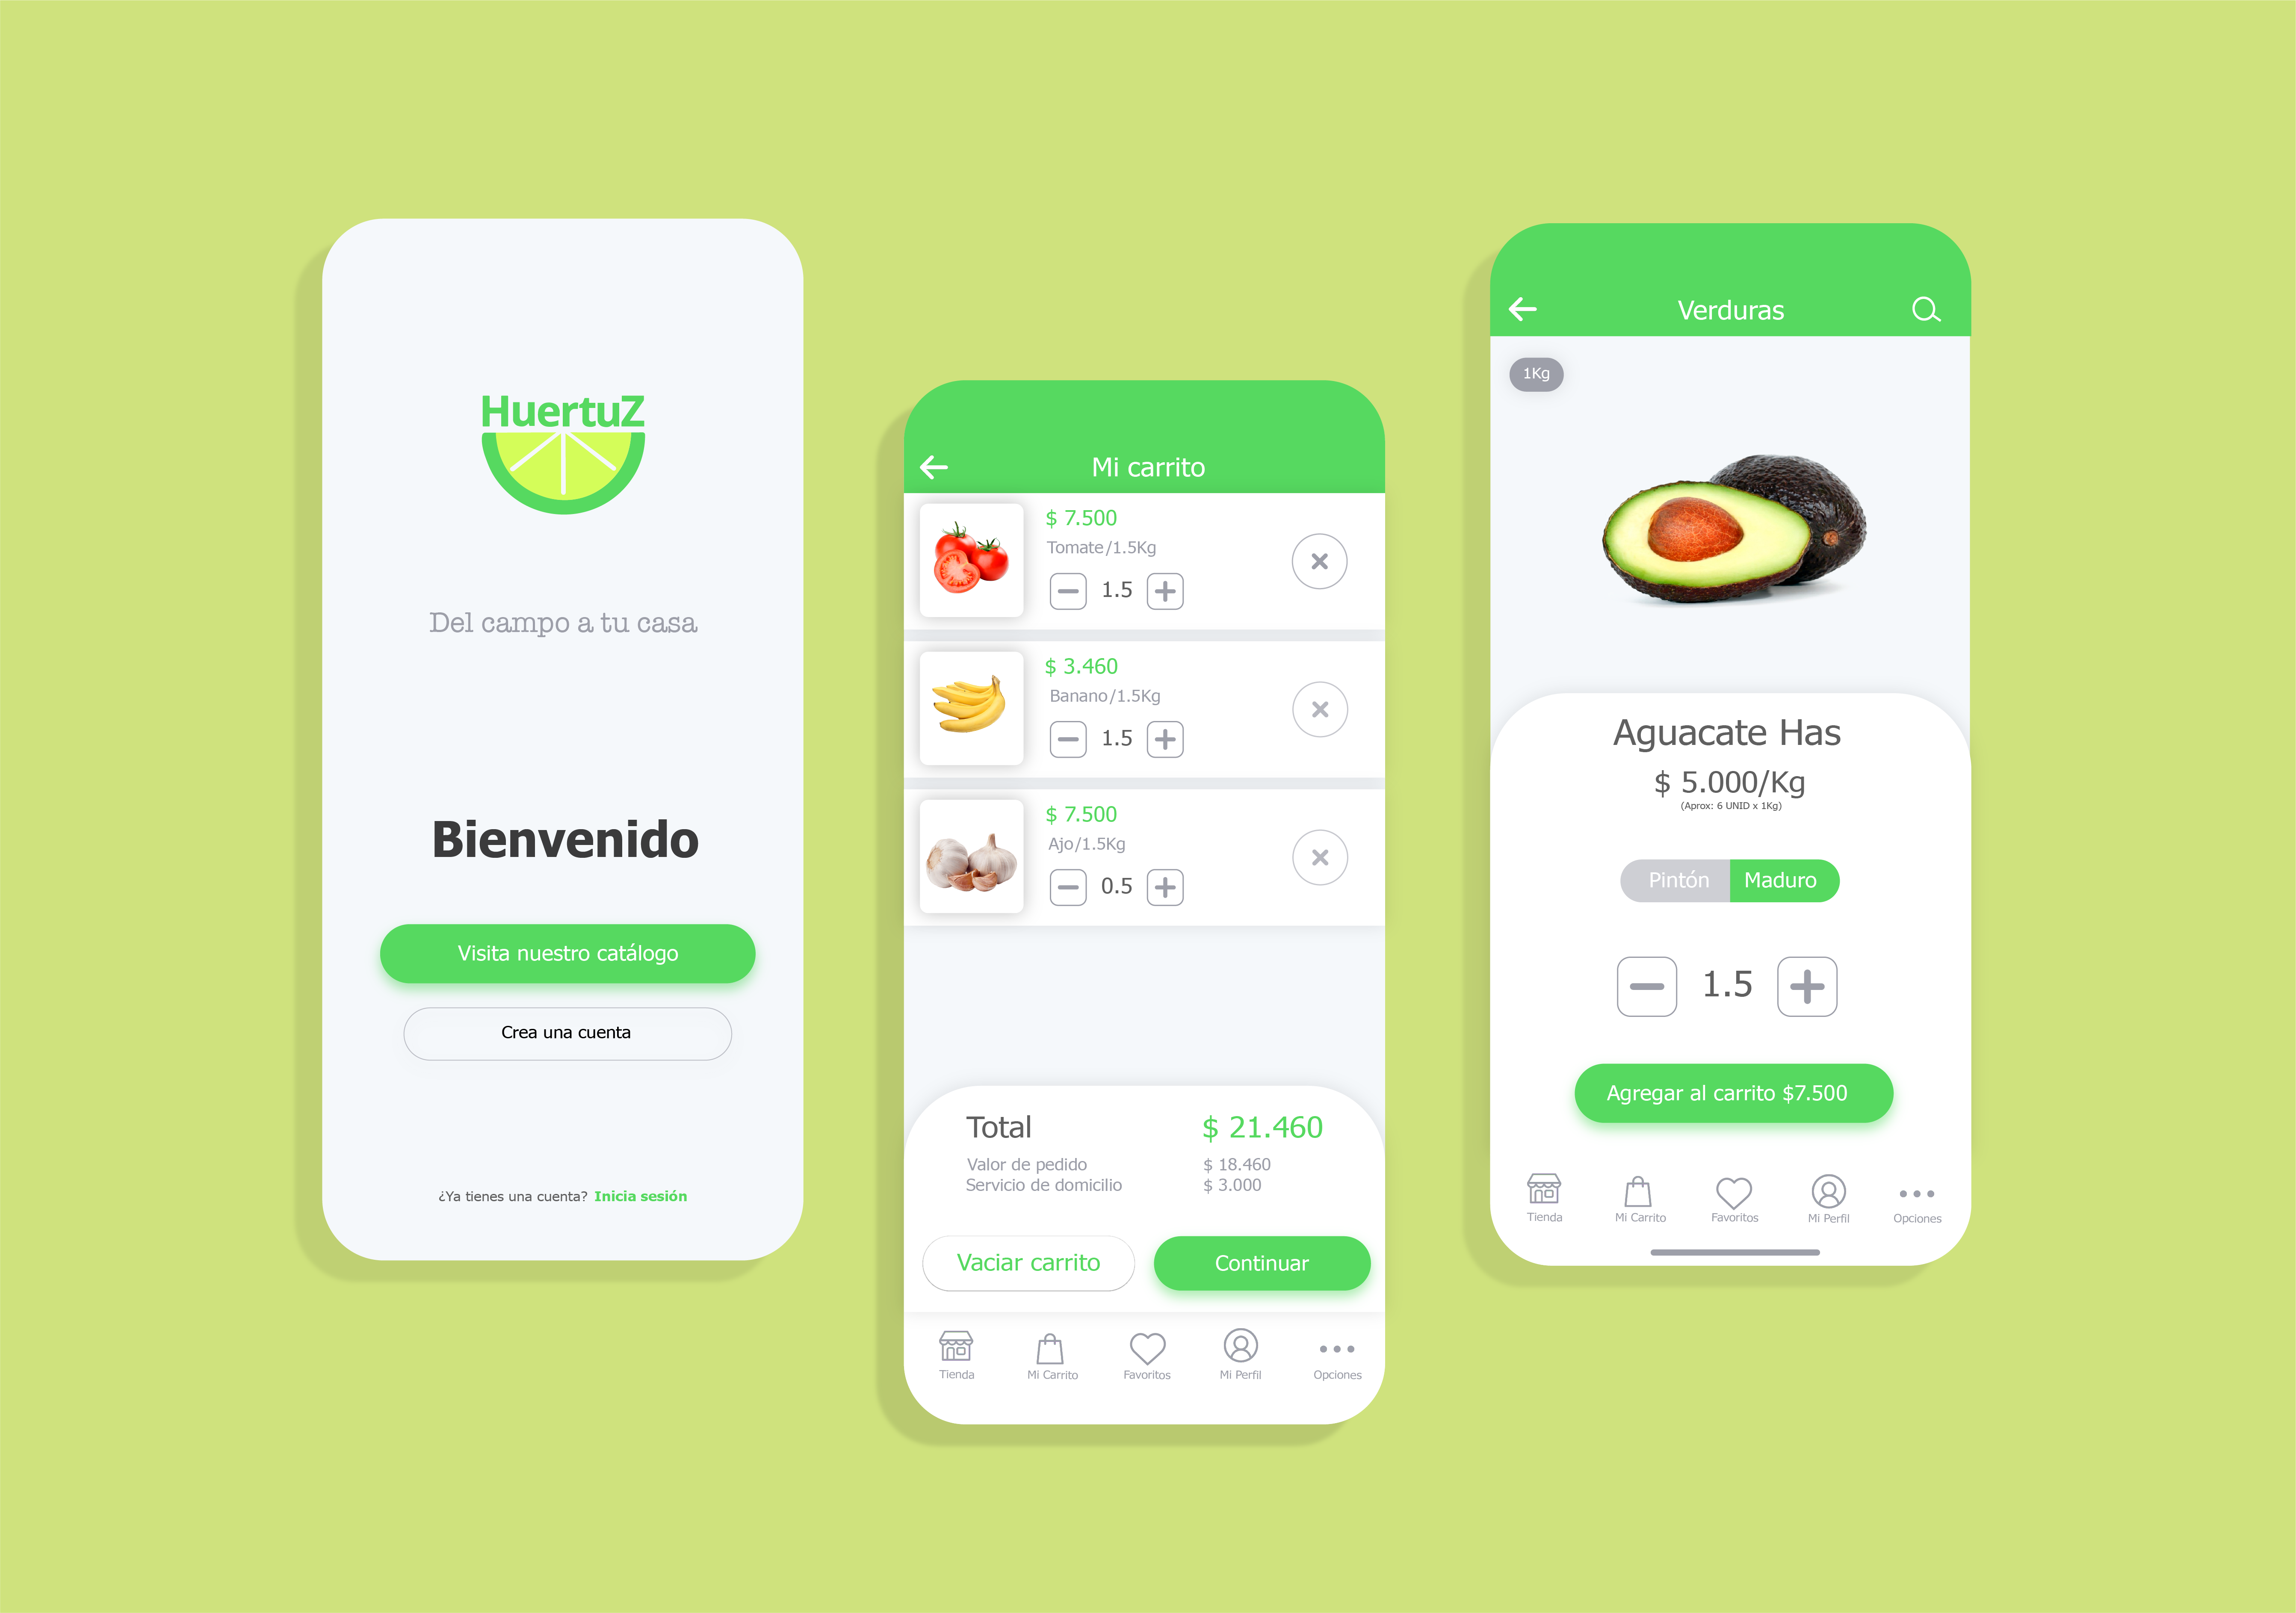 HuertuZ
Del campo a tu casa
Bienvenido
Visita nuestro catálogo
Crea una cuenta
¿Ya tienes una cuenta? Inicia sesión
Mi carrito
$ 7.500
Tomate/1.5Kg
1.5
$ 3.460
Banano/1.5Kg
1.5
$ 7.500
Ajo/1.5Kg
0.5
Total $ 21.460
Valor de pedido $ 18.460
Servicio de domicilio $ 3.000
Vaciar carrito Continuar
Tienda Mi Carrito Favoritos Mi Perfil Opciones
Verduras
1Kg
Aguacate Has
$ 5.000/Kg
(Aprox: 6 UNID x 1Kg)
Pintón Maduro
1.5
Agregar al carrito $7.500
Tienda Mi Carrito Favoritos Mi Perfil Opciones